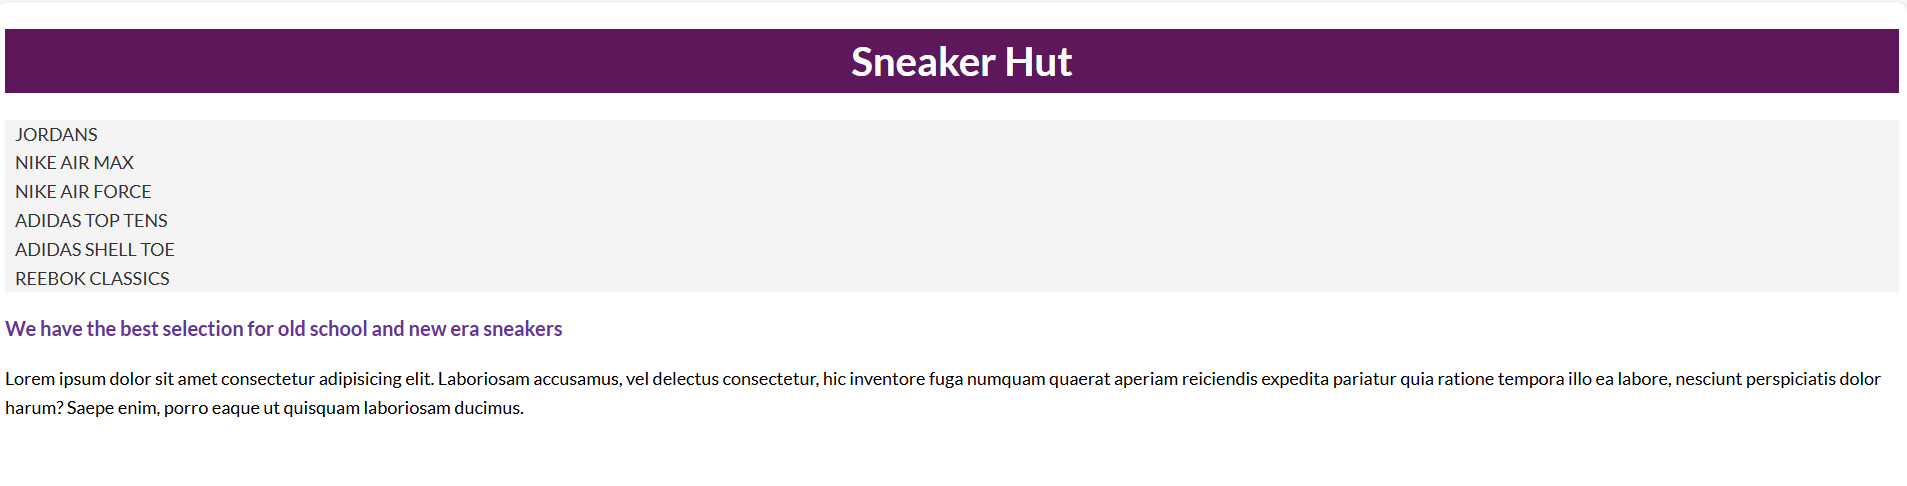 Sneaker Hut
JORDANS
NIKE AIR MAX
NIKE AIR FORCE
ADIDAS TOP TENS
ADIDAS SHELL TOE
REEBOK CLASSICS
We have the best selection for old school and new era sneakers
Lorem ipsum dolor sit amet consectetur adipisicing elit. Laboriosam accusamus, vel delectus consectetur, hic inventore fuga numquam quaerat aperiam reiciendis expedita pariatur quia ratione tempora illo ea labore, nesciunt perspiciatis dolor
harum? Saepe enim, porro eaque ut quisquam laboriosam ducimus.